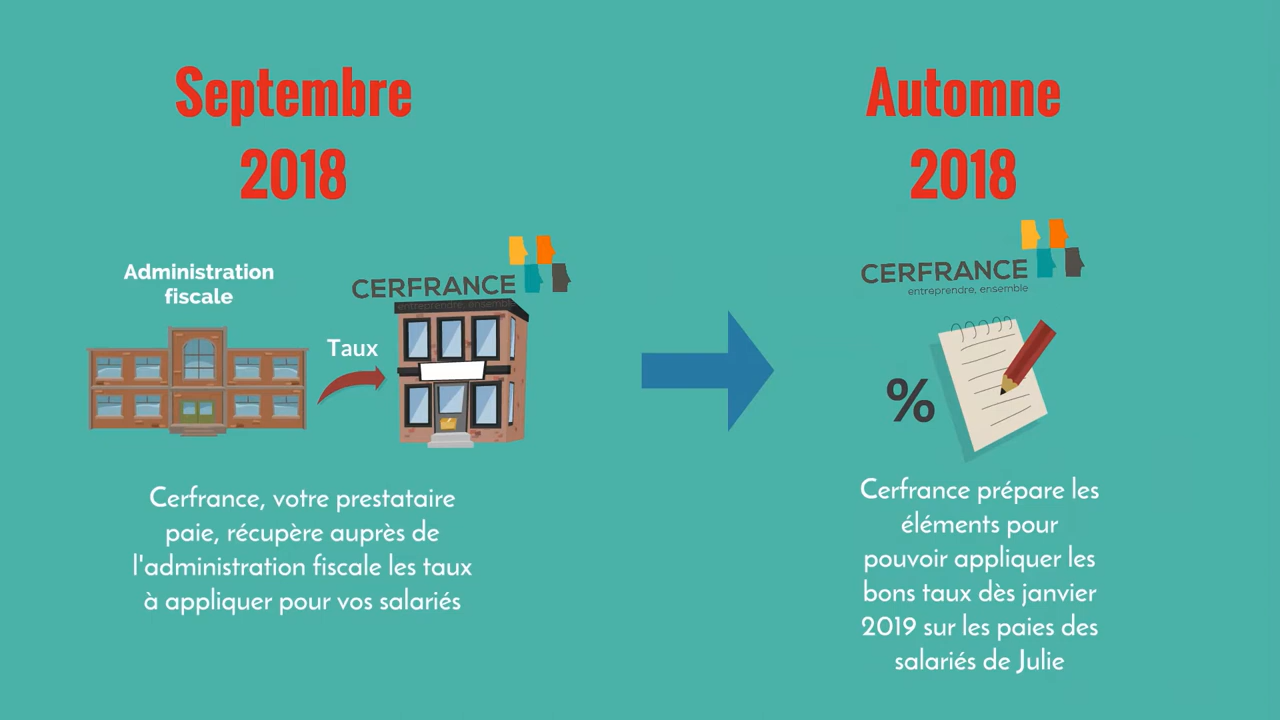 Septembre
2018
Administration
fiscale
Taux
CERFRANCE
entreprendre, ensemble
Cerfrance, votre prestataire
paie, récupère auprès de
l'administration fiscale les taux
à appliquer pour vos salariés
Automne
2018
CERFRANCE
entreprendre, ensemble
%
Cerfrance prépare les
éléments pour
pouvoir appliquer les
bons taux dès janvier
2019 sur les paies des
salariés de Julie